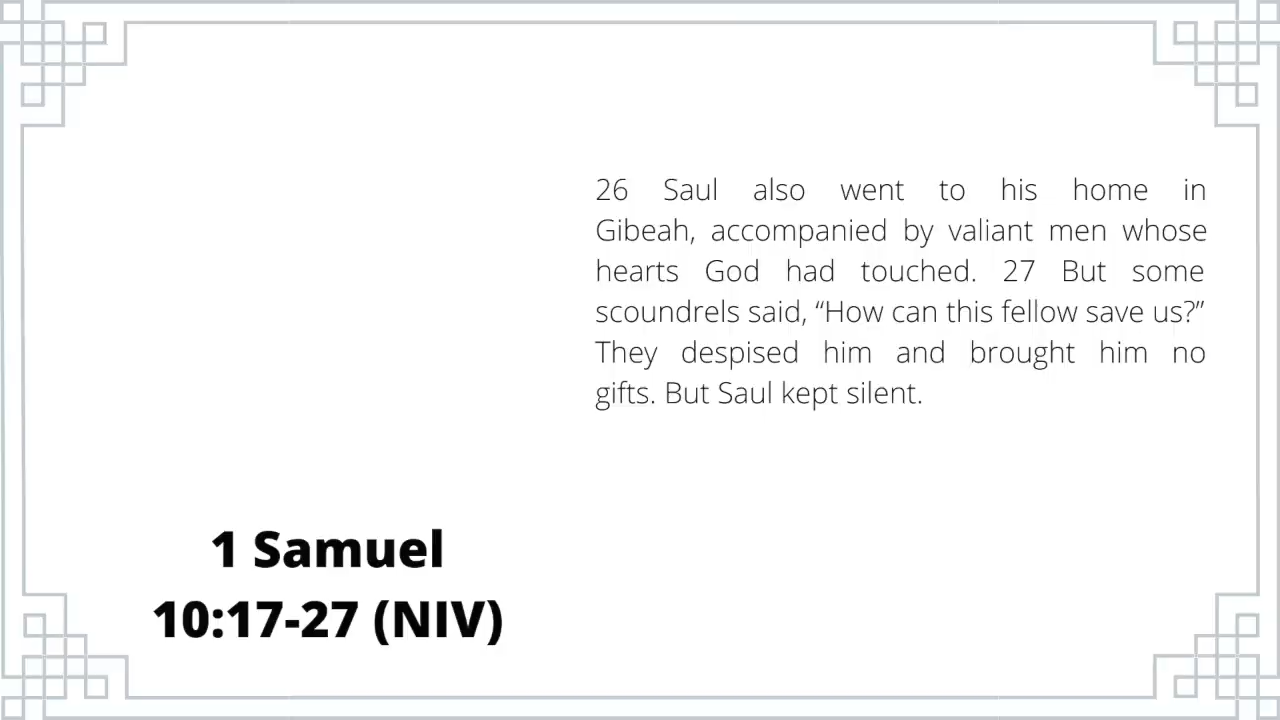 26 Saul also went to his home in
Gibeah, accompanied by valiant men whose
hearts God had touched. 27 But some
scoundrels said, “How can this fellow save us?”
They despised him and brought him no
gifts. But Saul kept silent.
1 Samuel
10:17-27 (NIV)